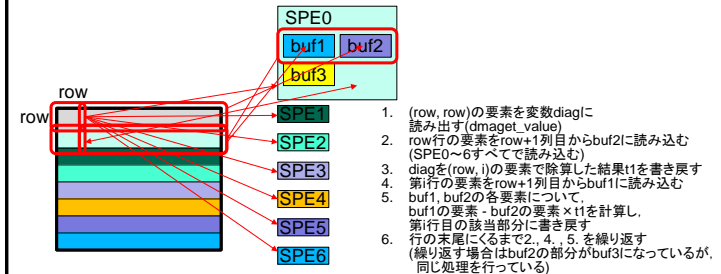 SPE0
buf1
buf2
buf3
row
row
SPE1
SPE2
SPE3
SPE4
SPE5
SPE6
1. (row, row)の要素を変数diagに
読み出す(dmaget_value)
2. row行の要素をrow+1列目からbuf2に読み込む
(SPE0～6すべてで読み込む)
3. diagを(row, i)の要素で除算した結果t1を書き戻す
4. 第i行の要素をrow+1列目からbuf1に読み込む
5. buf1, buf2の各要素について,
buf1の要素 - buf2の要素×t1を計算し,
第i行目の該当部分に書き戻す
6. 行の末尾にくるまで2., 4. , 5. を繰り返す
(繰り返す場合はbuf2の部分がbuf3になっているが,
同じ処理を行っている)